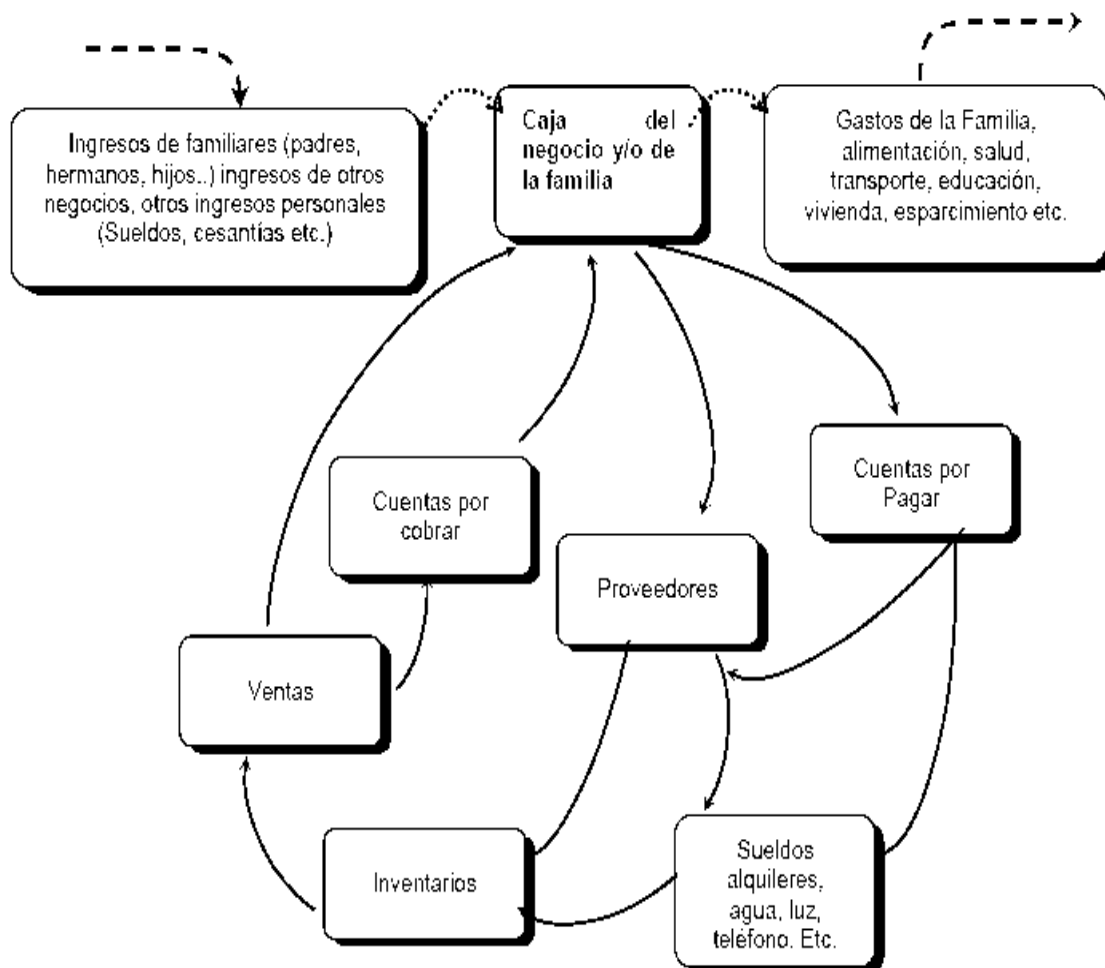 Ingresos de familiares (padres,
hermanos, hijos..) ingresos de otros
negocios, otros ingresos personales
(Sueldos, cesantías etc.)
Caja del
negocio y/o de
la familia
Gastos de la Familia,
alimentación, salud,
transporte, educación,
vivienda, esparcimiento etc.
Cuentas por
cobrar
Cuentas por
Pagar
Proveedores
Ventas
Inventarios
Sueldos
alquileres,
agua, luz,
teléfono. Etc.